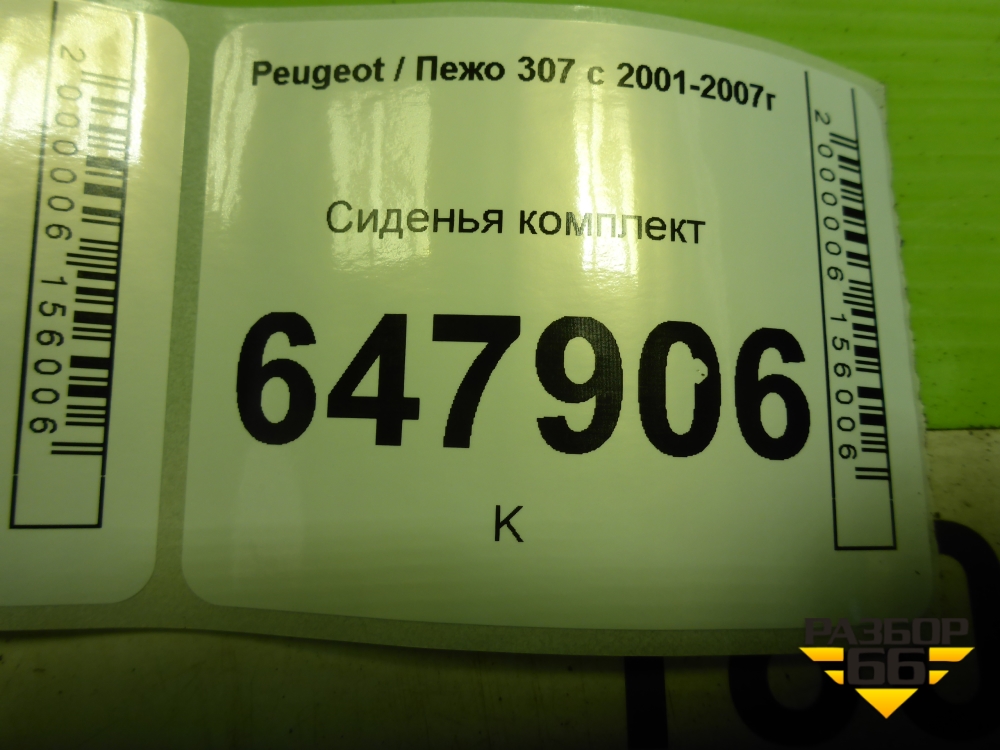 2000006156006
Peugeot / Пежо 307 с 2001-2007г
Сиденья комплект
647906
К
2000006156006
РАЗБОР
66